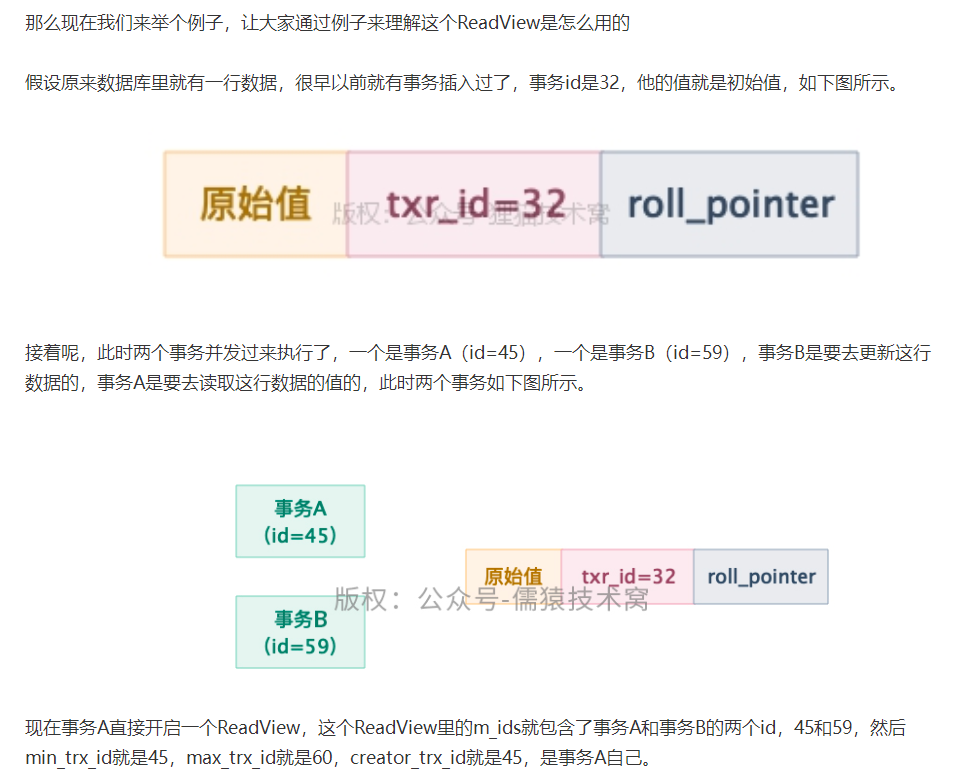 那么现在我们来举个例子，让大家通过例子来理解这个ReadView是怎么用的
假设原来数据库里就有一行数据，很早以前就有事务插入过了，事务id是32，他的值就是初始值，如下图所示。
原始值 txr_id=32 roll_pointer
版权：公众号-狸猫技术窝
接着呢，此时两个事务并发过来执行了，一个是事务A（id=45），一个是事务B（id=59），事务B是要去更新这行
数据的，事务A是要去读取这行数据的值的，此时两个事务如下图所示。
事务A
(id=45)
原始值 txr_id=32 roll_pointer
版权：公众号-儒猿技术窝
事务B
(id=59)
现在事务A直接开启一个ReadView，这个ReadView里的m_ids就包含了事务A和事务B的两个id，45和59，然后
min_trx_id就是45，max_trx_id就是60，creator_trx_id就是45，是事务A自己。